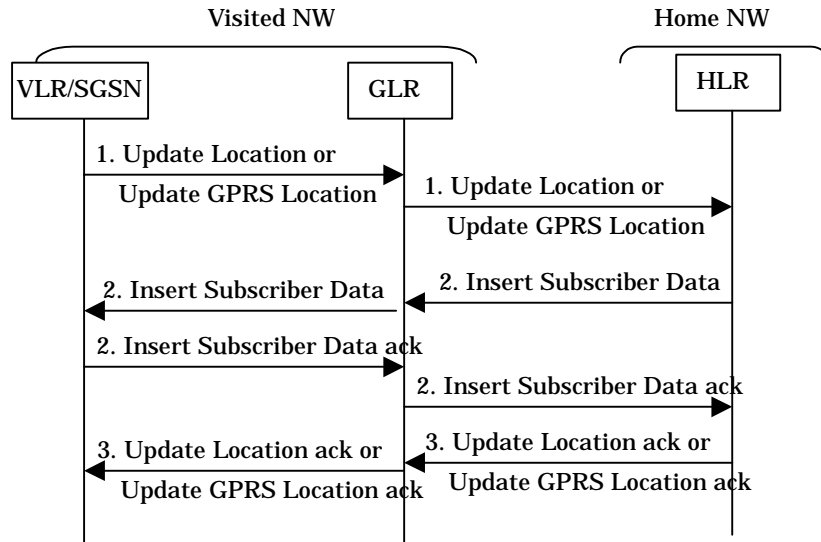 Visited NW
Home NW
VLR/SGSN
GLR
HLR
1. Update Location or
Update GPRS Location
1. Update Location or
Update GPRS Location
2. Insert Subscriber Data
2. Insert Subscriber Data
2. Insert Subscriber Data ack
2. Insert Subscriber Data ack
3. Update Location ack or
Update GPRS Location ack
3. Update Location ack or
Update GPRS Location ack